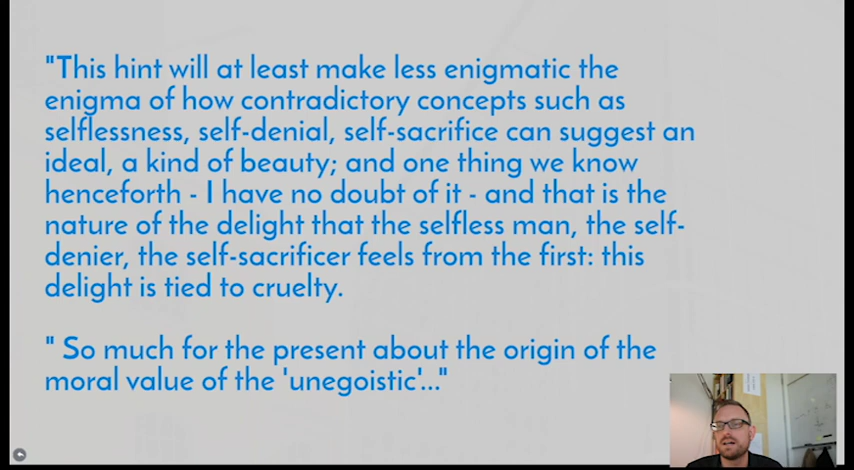 "This hint will at least make less enigmatic the
enigma of how contradictory concepts such as
selflessness, self-denial, self-sacrifice can suggest an
ideal, a kind of beauty; and one thing we know
henceforth - I have no doubt of it - and that is the
nature of the delight that the selfless man, the self-
denier, the self-sacrificer feels from the first: this
delight is tied to cruelty.
" So much for the present about the origin of the
moral value of the 'unegoistic'..."